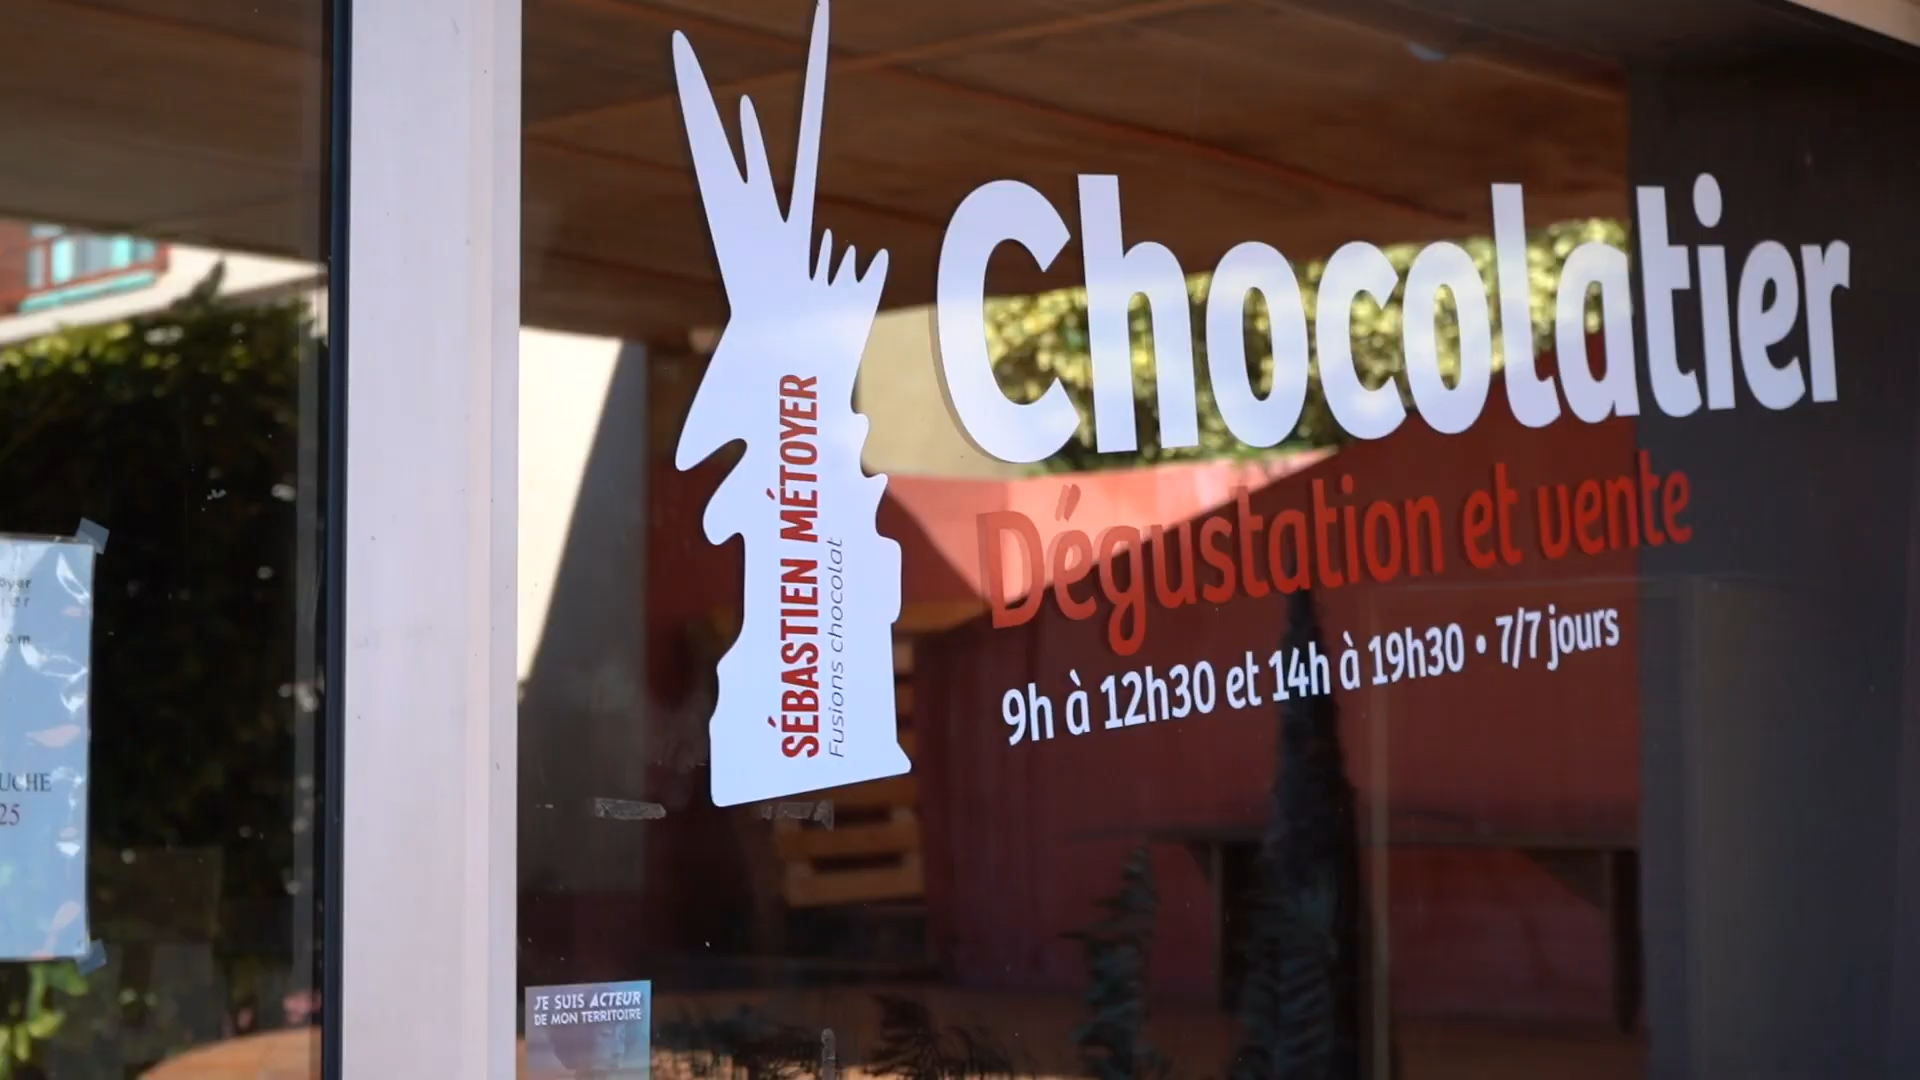 Chocolatier
Dégustation et vente
9h à 12h30 et 14h à 19h30 • 7/7 jours
SÉBASTIEN MÉTOYER
Fusions chocolat
JE SUIS ACTEUR
DE MON TERRITOIRE
25